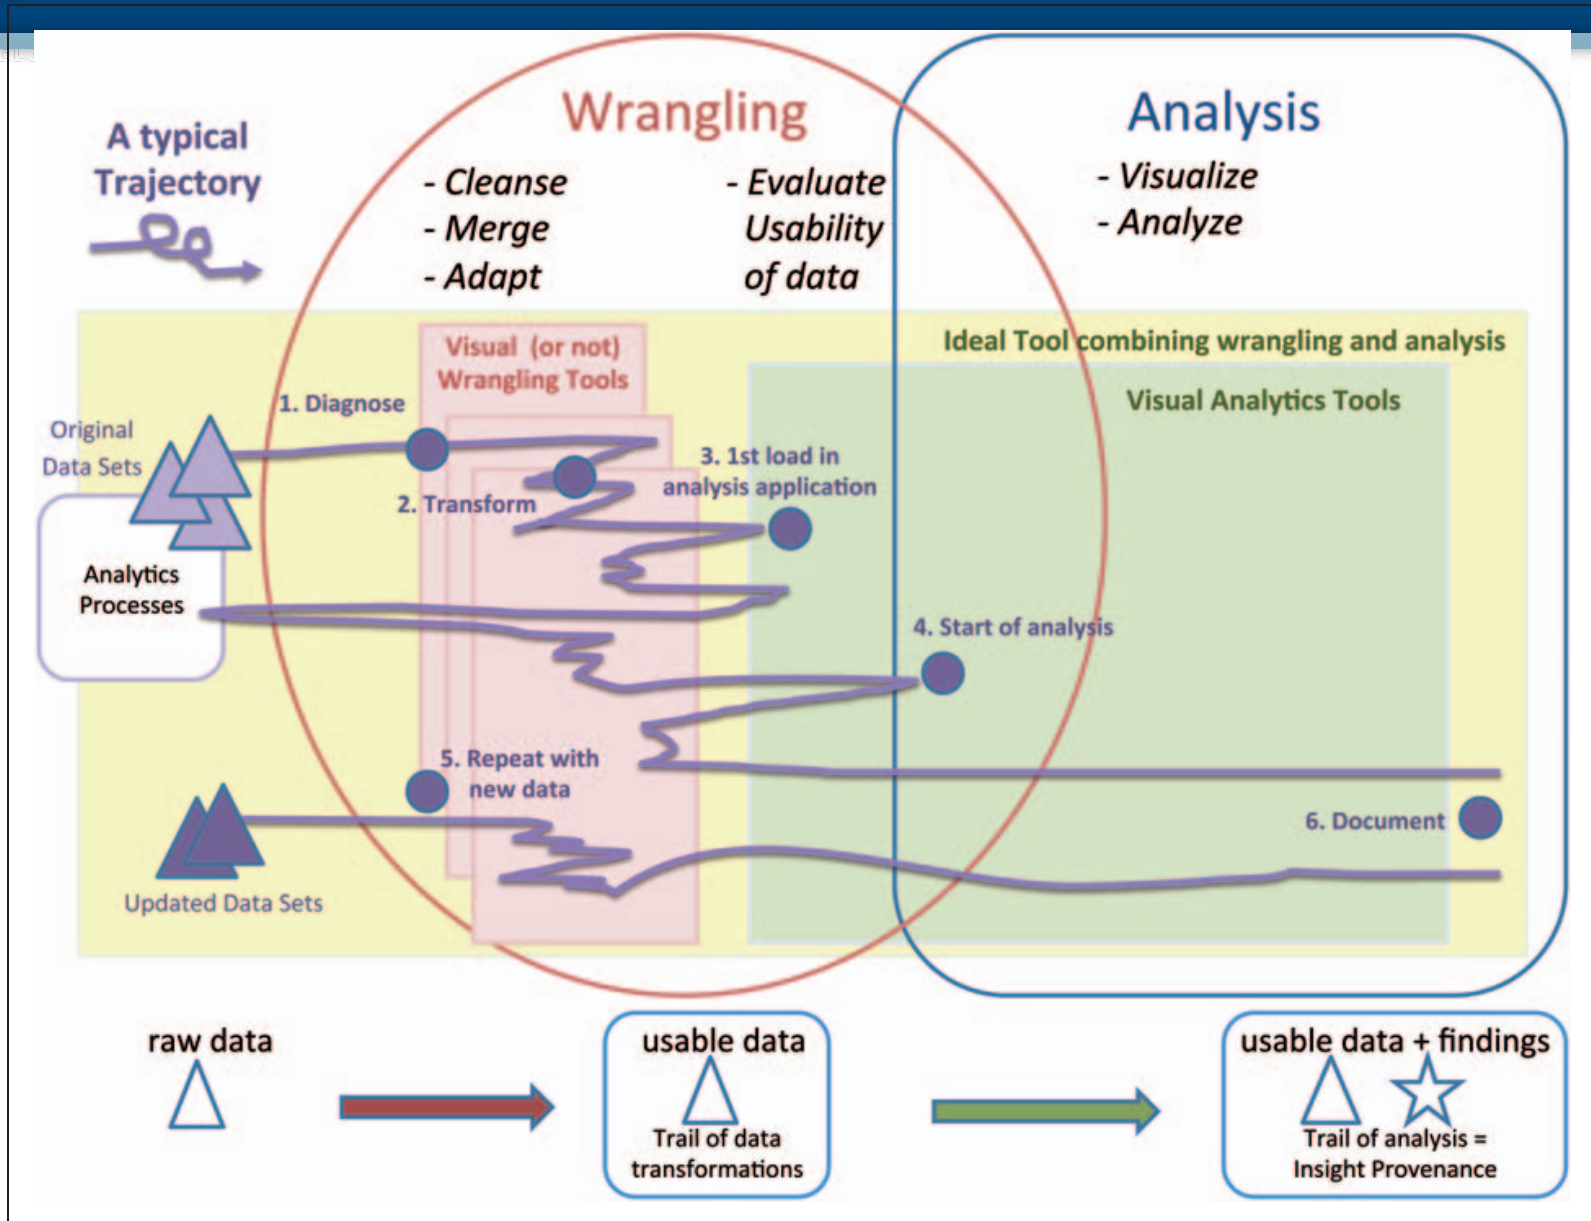 Wrangling
Analysis
A typical
Trajectory
- Cleanse
- Merge
- Adapt
- Evaluate
Usability
of data
- Visualize
- Analyze
Ideal Tool combining wrangling and analysis
Visual (or not)
Wrangling Tools
Visual Analytics Tools
1. Diagnose
Original
Data Sets
2. Transform
3. 1st load in
analysis application
Analytics
Processes
4. Start of analysis
5. Repeat with
new data
6. Document
Updated Data Sets
raw data
usable data
Trail of data
transformations
usable data + findings
Trail of analysis =
Insight Provenance